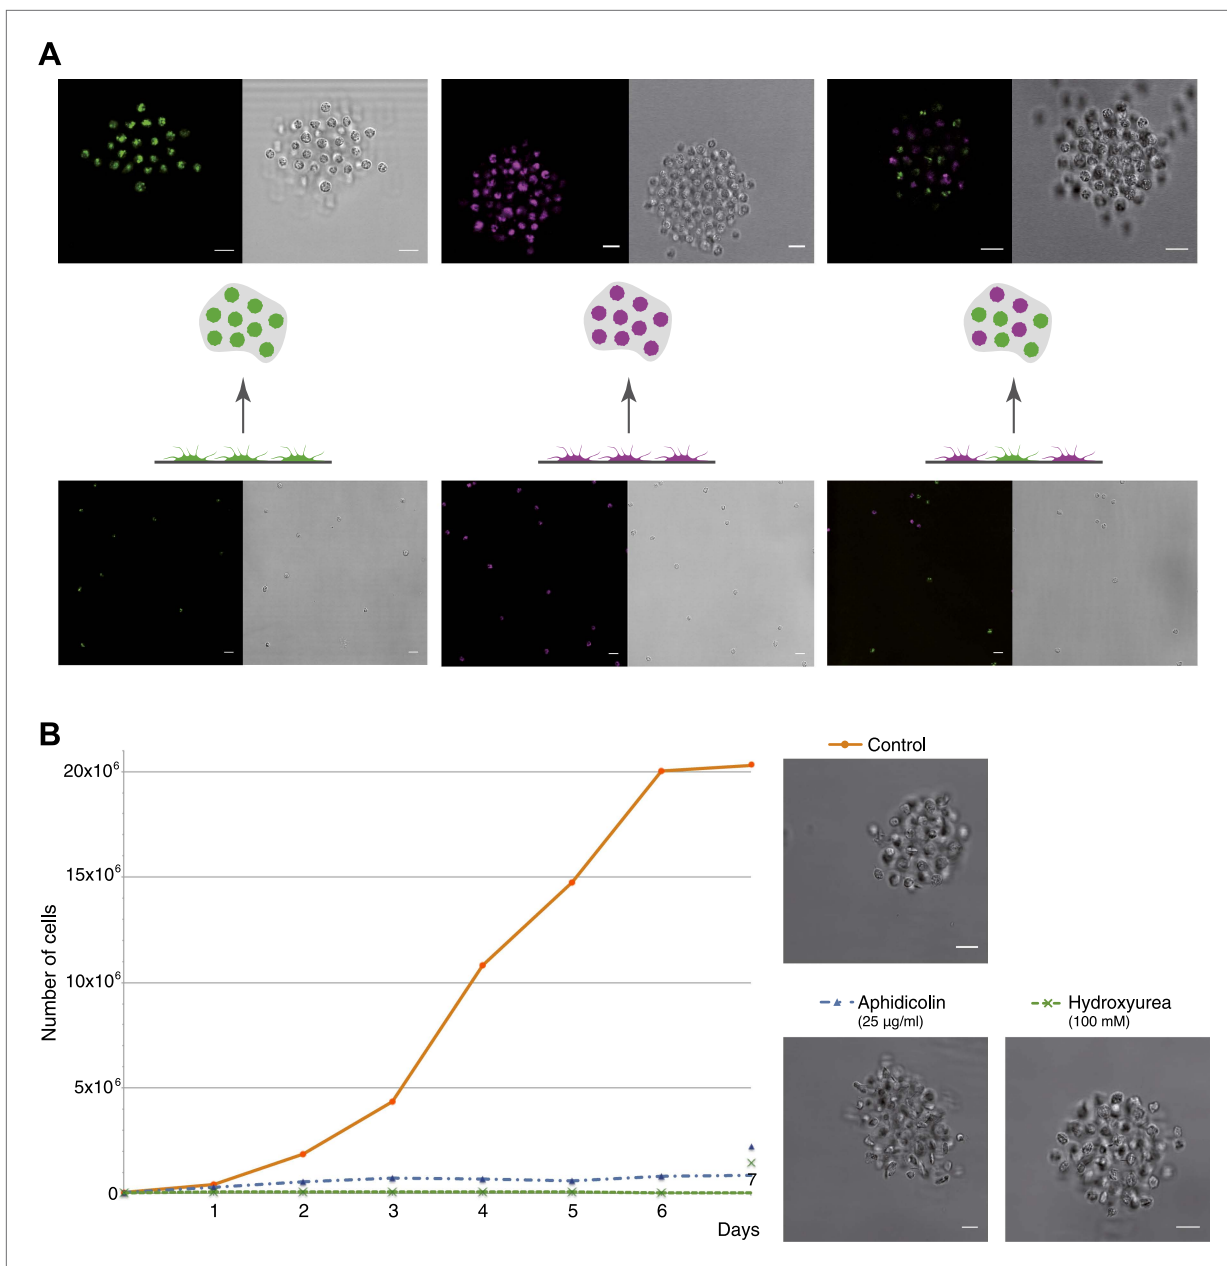 A
B
Control
20x10⁶
15x10⁶
10x10⁶
5x10⁶
0
Number of cells
1
2
3
4
5
6
7
Days
Aphidicolin
(25 µg/ml)
Hydroxyurea
(100 mM)